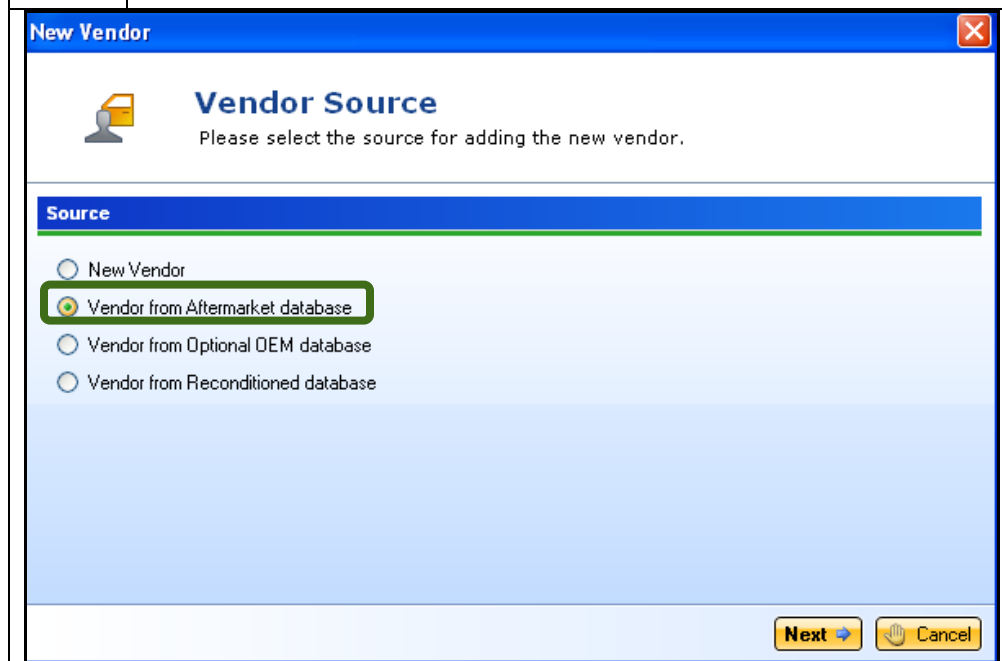 New Vendor
Vendor Source
Please select the source for adding the new vendor.
Source
New Vendor
Vendor from Aftermarket database
Vendor from Optional OEM database
Vendor from Reconditioned database
Next Cancel